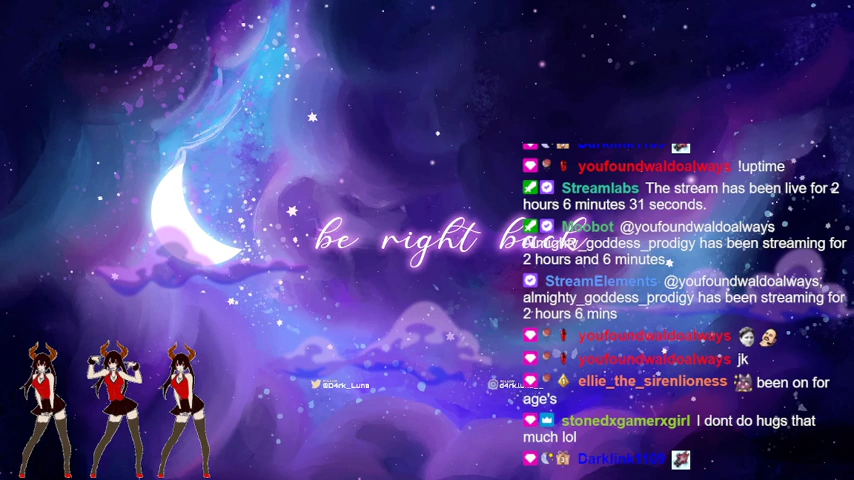 youfoundwaldoalways !uptime
Streamlabs The stream has been live for 2
hours 6 minutes 31 seconds.
Moobot @youfoundwaldoalways
almighty_goddess_prodigy has been streaming for
2 hours and 6 minutes.
be right back
StreamElements @youfoundwaldoalways,
almighty_goddess_prodigy has been streaming for
2 hours 6 mins
youfoundwaldoalways
youfoundwaldoalways jk
@D4rk_Luna
ellie_the_sirenlioness been on for
age's
stonedxgamerxgirl I dont do hugs that
much lol